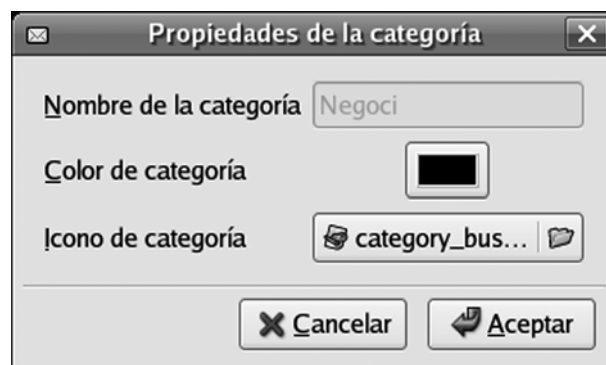 Propiedades de la categoría
Nombre de la categoría Negoci
Color de categoría
Icono de categoría category_bus...
Cancelar Aceptar